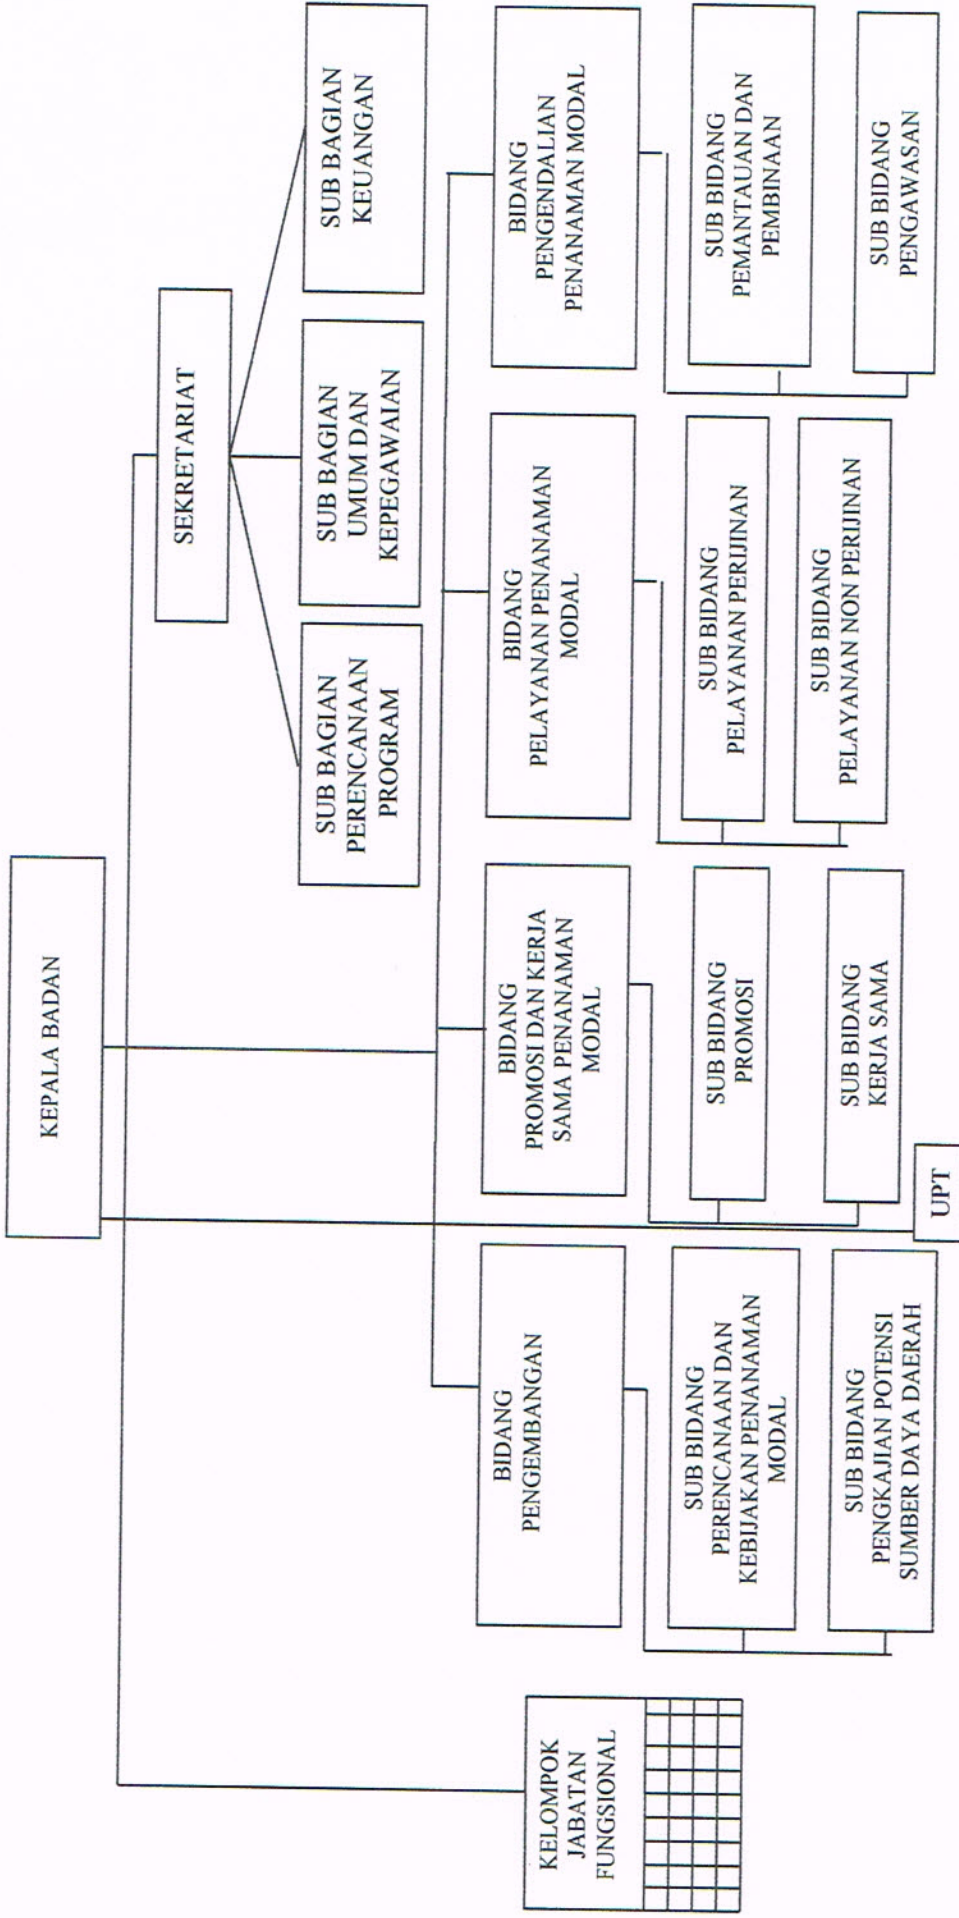 KEPALA BADAN
SEKRETARIAT
SUB BAGIAN
PERENCANAAN
PROGRAM
SUB BAGIAN
UMUM DAN
KEPEGAWAIAN
SUB BAGIAN
KEUANGAN
KELOMPOK
JABATAN
FUNGSIONAL
BIDANG
PENGEMBANGAN
BIDANG
PROMOSI DAN KERJA
SAMA PENANAMAN
MODAL
BIDANG
PELAYANAN PENANAMAN
MODAL
BIDANG
PENGENDALIAN
PENANAMAN MODAL
SUB BIDANG
PERENCANAAN DAN
KEBIJAKAN PENANAMAN
MODAL
SUB BIDANG
PROMOSI
SUB BIDANG
PELAYANAN PERIJINAN
SUB BIDANG
PEMANTAUAN DAN
PEMBINAAN
SUB BIDANG
PENGKAJIAN POTENSI
SUMBER DAYA DAERAH
SUB BIDANG
KERJA SAMA
SUB BIDANG
PELAYANAN NON PERIJINAN
SUB BIDANG
PENGAWASAN
UPT